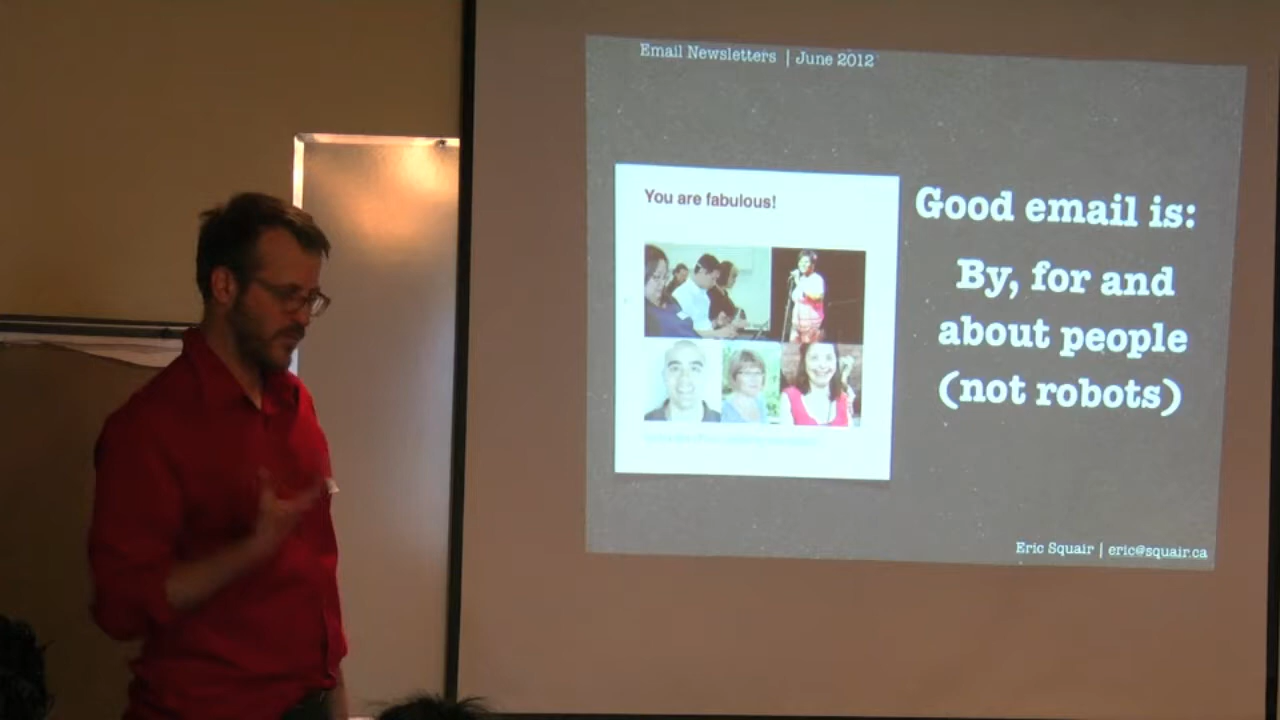 Email Newsletters | June 2012
You are fabulous!
Good email is:
By, for and
about people
(not robots)
Eric Squair | eric@squair.ca